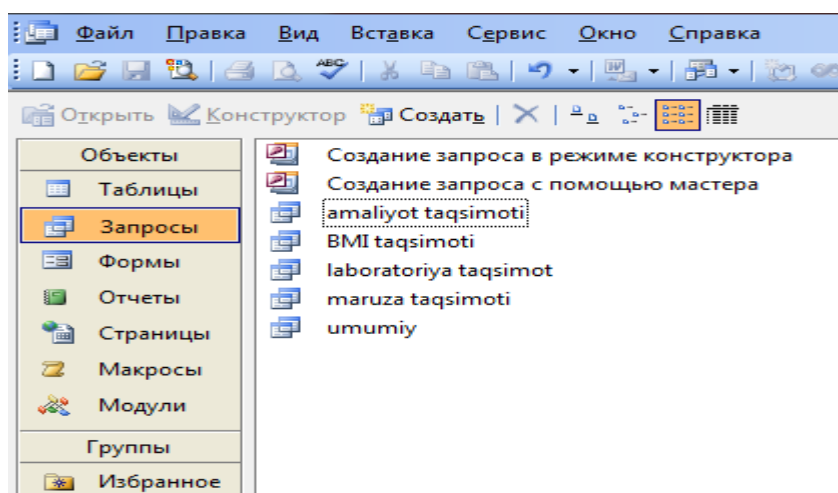 Файл Правка Вид Вставка Сервис Окно Справка
ABC W
Открыть Конструктор Создать
Объекты
Таблицы
Запросы
Формы
Отчеты
Страницы
Макросы
Модули
Группы
Избранное
Создание запроса в режиме конструктора
Создание запроса с помощью мастера
amaliyot taqsimoti
BMI taqsimoti
laboratoriya taqsimot
maruza taqsimoti
umumiy